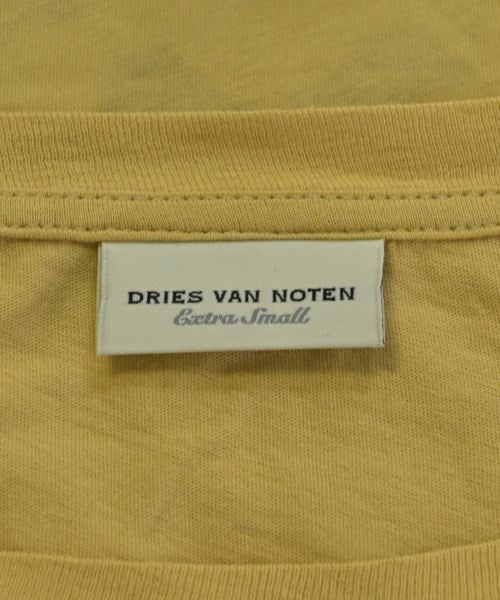 DRIES VAN NOTEN
Extra Small